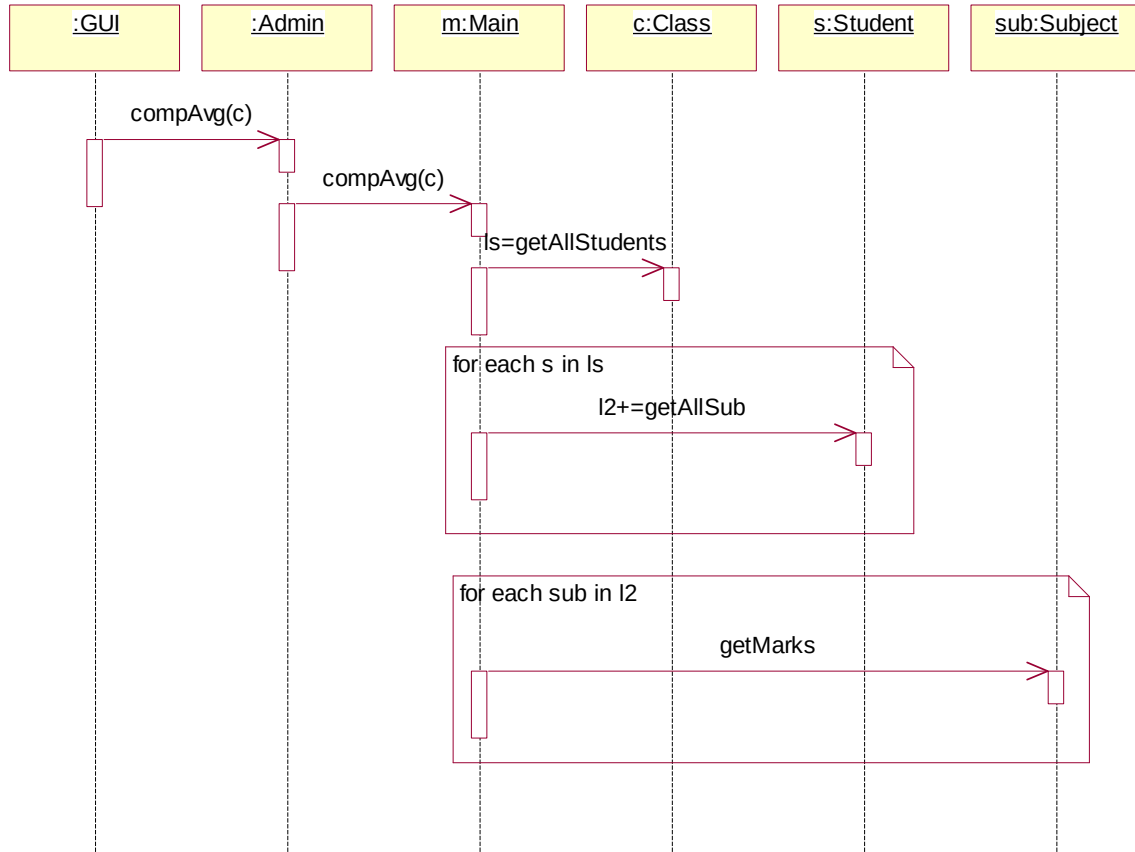 :GUI
:Admin
m:Main
c:Class
s:Student
sub:Subject
compAvg(c)
compAvg(c)
ls=getAllStudents
for each s in ls
l2+=getAllSub
for each sub in l2
getMarks